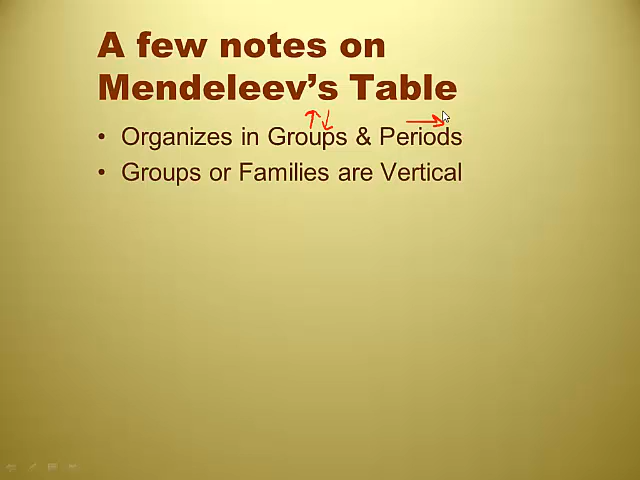 A few notes on
Mendeleev's Table
• Organizes in Groups & Periods
• Groups or Families are Vertical